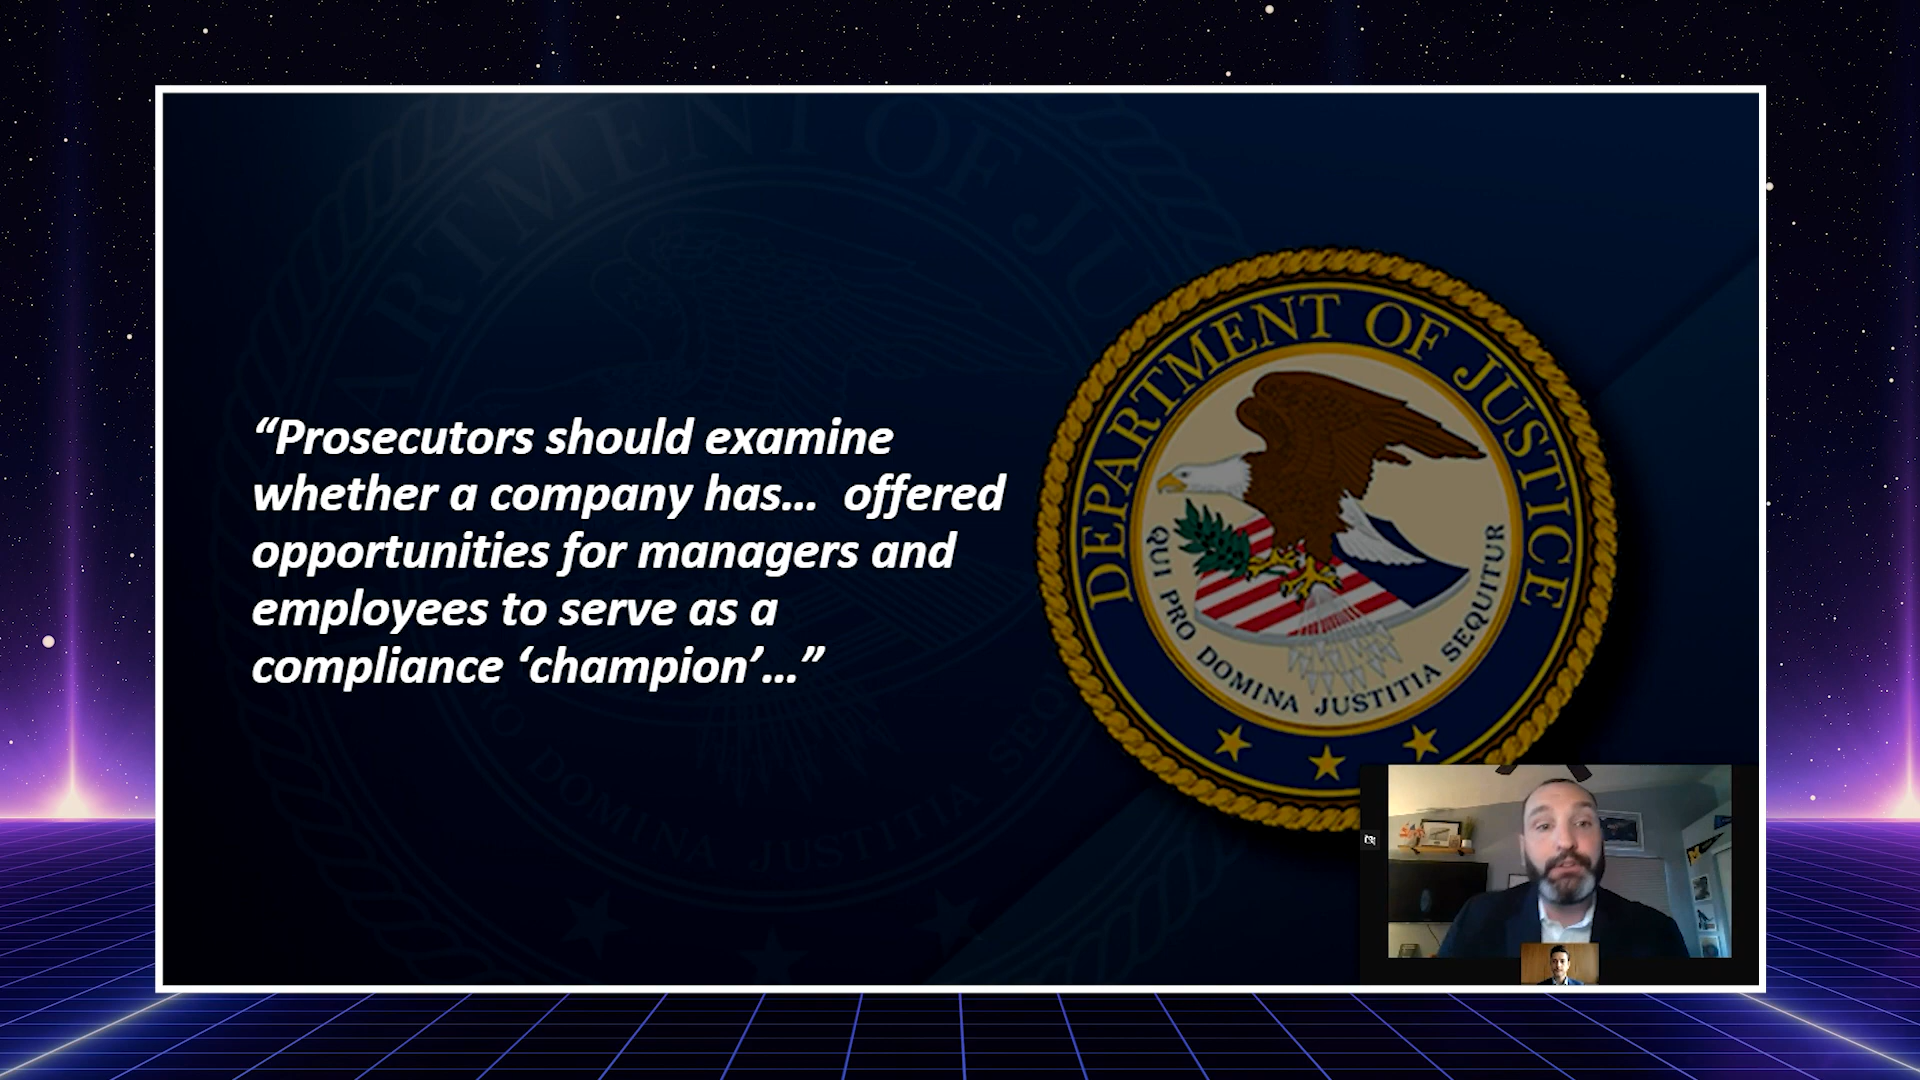 “Prosecutors should examine
whether a company has... offered
opportunities for managers and
employees to serve as a
compliance ‘champion’...”
DEPARTMENT OF JUSTICE
QUI PRO DOMINA JUSTITIA SEQUITUR